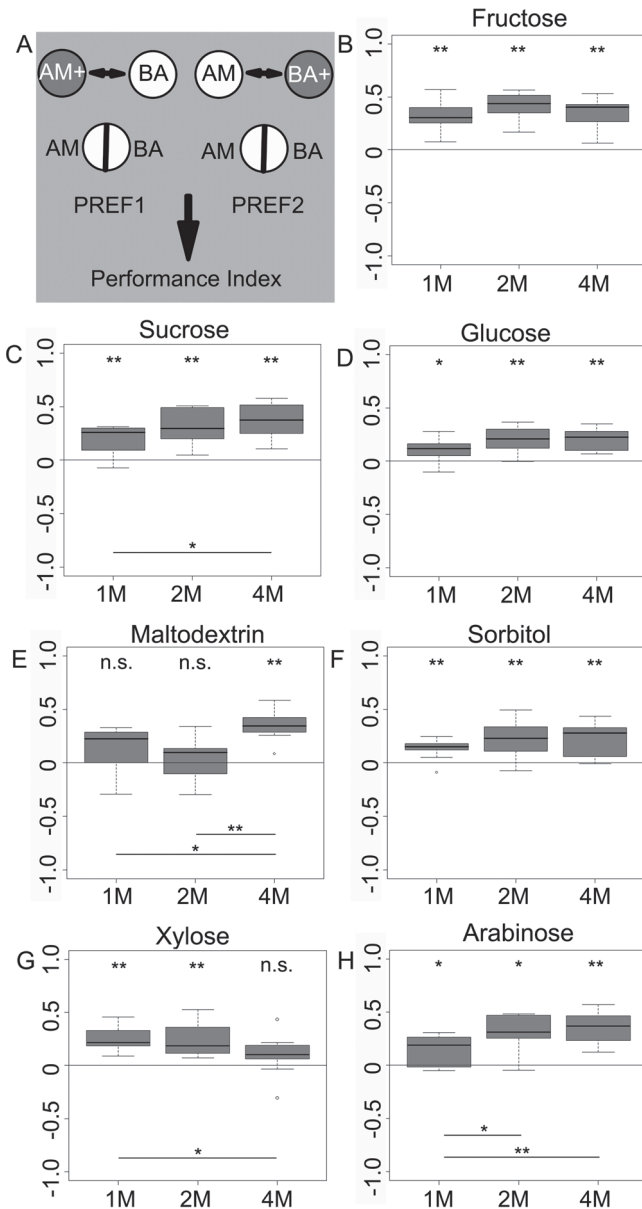 A
AM+ BA AM BA+
AM BA AM BA
PREF1 PREF2
Performance Index
B
Fructose
** ** **
1.0
0.5
0
-0.5
-1.0
1M 2M 4M
C
Sucrose
** ** **
1.0
0.5
0
-0.5
-1.0
*
1M 2M 4M
D
Glucose
* ** **
1.0
0.5
0
-0.5
-1.0
1M 2M 4M
E
Maltodextrin
n.s. n.s. **
1.0
0.5
0
-0.5
-1.0
**
*
1M 2M 4M
F
Sorbitol
** ** **
1.0
0.5
0
-0.5
-1.0
1M 2M 4M
G
Xylose
** ** n.s.
1.0
0.5
0
-0.5
-1.0
*
1M 2M 4M
H
Arabinose
* * **
1.0
0.5
0
-0.5
-1.0
*
**
1M 2M 4M